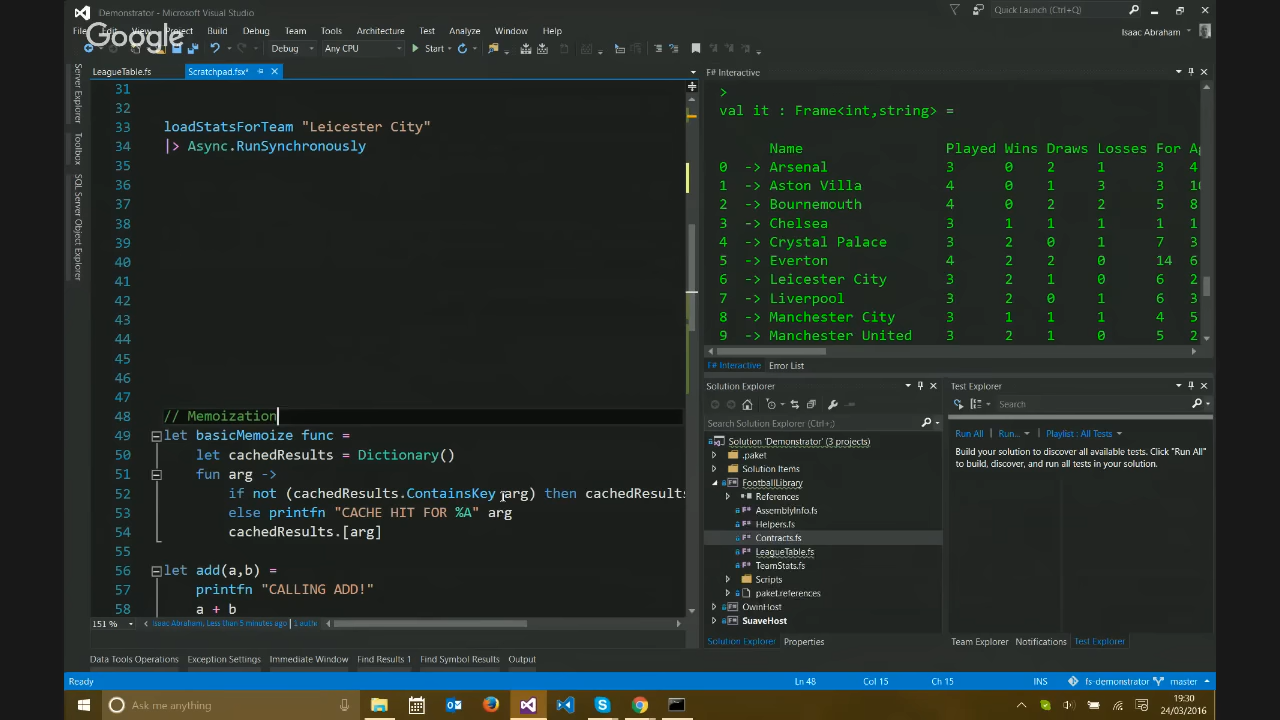 Demonstrator - Microsoft Visual Studio
Quick Launch (Ctrl+Q)
File Edit View Project Build Debug Team Tools Architecture Test Analyze Window Help
Isaac Abraham
Google
Debug Any CPU Start
LeagueTable.fs Scratchpad.fsx*
Server Explorer
Toolbox
SQL Server Object Explorer
31
32
33 loadStatsForTeam "Leicester City"
34 |> Async.RunSynchronously
35
36
37
38
39
40
41
42
43
44
45
46
47
48 // Memoization
49 let basicMemoize func =
50 let cachedResults = Dictionary()
51 fun arg ->
52 if not (cachedResults.ContainsKey arg) then cachedResults
53 else printfn "CACHE HIT FOR %A" arg
54 cachedResults.[arg]
55
56 let add(a,b) =
57 printfn "CALLING ADD!"
58 a + b
151 % Isaac Abraham, Less than 5 minutes ago | 1 auth
F# Interactive
>
val it : Frame<int,string> =
Name Played Wins Draws Losses For Ag
0 -> Arsenal 3 0 2 1 3 4
1 -> Aston Villa 4 0 1 3 3 10
2 -> Bournemouth 4 0 2 2 5 8
3 -> Chelsea 3 1 1 1 1 1
4 -> Crystal Palace 3 2 0 1 7 3
5 -> Everton 4 2 2 0 14 6
6 -> Leicester City 3 2 1 0 6 2
7 -> Liverpool 3 2 0 1 6 3
8 -> Manchester City 3 1 1 1 4 5
9 -> Manchester United 3 2 1 0 5 2
F# Interactive Error List
Solution Explorer
Search Solution Explorer (Ctrl+;)
Solution 'Demonstrator' (3 projects)
.paket
Solution Items
FootballLibrary
References
AssemblyInfo.fs
Helpers.fs
Contracts.fs
LeagueTable.fs
TeamStats.fs
Scripts
paket.references
OwinHost
SuaveHost
Solution Explorer Properties
Test Explorer
Search
Run All Run... Playlist : All Tests
Build your solution to discover all available tests. Click "Run All"
to build, discover, and run all tests in your solution.
Team Explorer Notifications Test Explorer
Data Tools Operations Exception Settings Immediate Window Find Results 1 Find Symbol Results Output
Ready Ln 48 Col 15 Ch 15 INS fs-demonstrator master
Ask me anything
19:30
24/03/2016